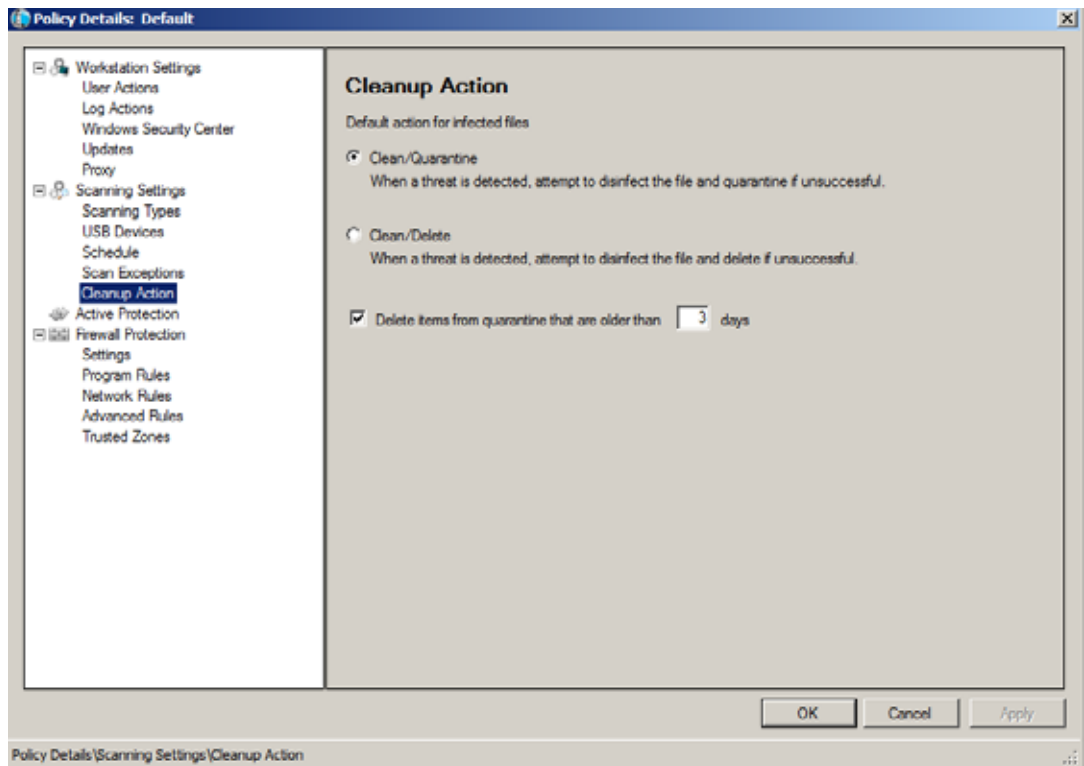 Policy Details: Default
Workstation Settings
User Actions
Log Actions
Windows Security Center
Updates
Proxy
Scanning Settings
Scanning Types
USB Devices
Schedule
Scan Exceptions
Cleanup Action
Active Protection
Firewall Protection
Settings
Program Rules
Network Rules
Advanced Rules
Trusted Zones
Cleanup Action
Default action for infected files
Clean/Quarantine
When a threat is detected, attempt to disinfect the file and quarantine if unsuccessful.
Clean/Delete
When a threat is detected, attempt to disinfect the file and delete if unsuccessful.
Delete items from quarantine that are older than 3 days
OK Cancel Apply
Policy Details\Scanning Settings\Cleanup Action